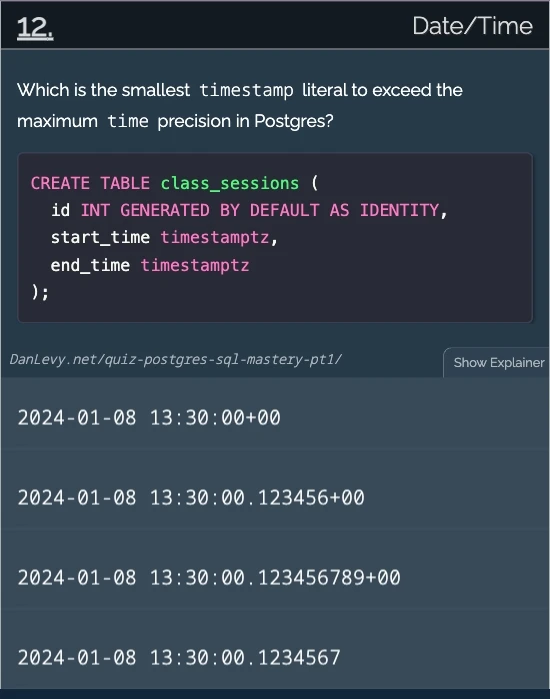 12.
Date/Time
Which is the smallest timestamp literal to exceed the
maximum time precision in Postgres?
CREATE TABLE class_sessions (
id INT GENERATED BY DEFAULT AS IDENTITY,
start_time timestamptz,
end_time timestamptz
);
DanLevy.net/quiz-postgres-sql-mastery-pt1/
Show Explainer
2024-01-08 13:30:00+00
2024-01-08 13:30:00.123456+00
2024-01-08 13:30:00.123456789+00
2024-01-08 13:30:00.1234567